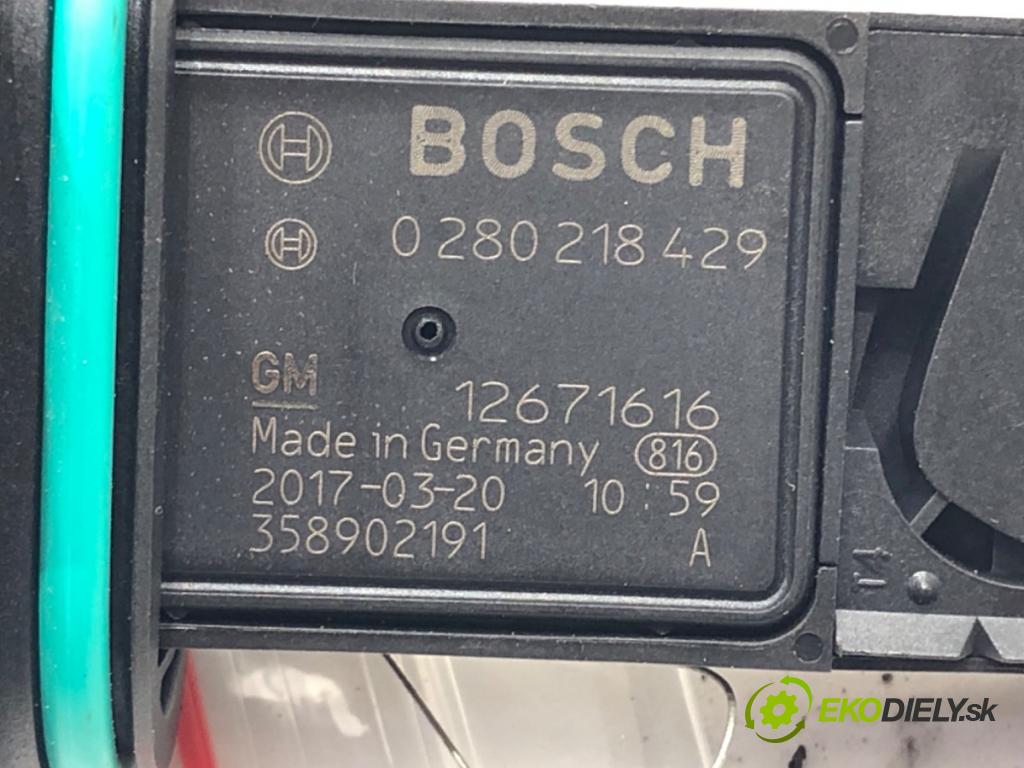 BOSCH
0 280 218 429
GM
12671616
Made in Germany 816
2017-03-20 10:59
358902191 A
14
EKODIELY.sk